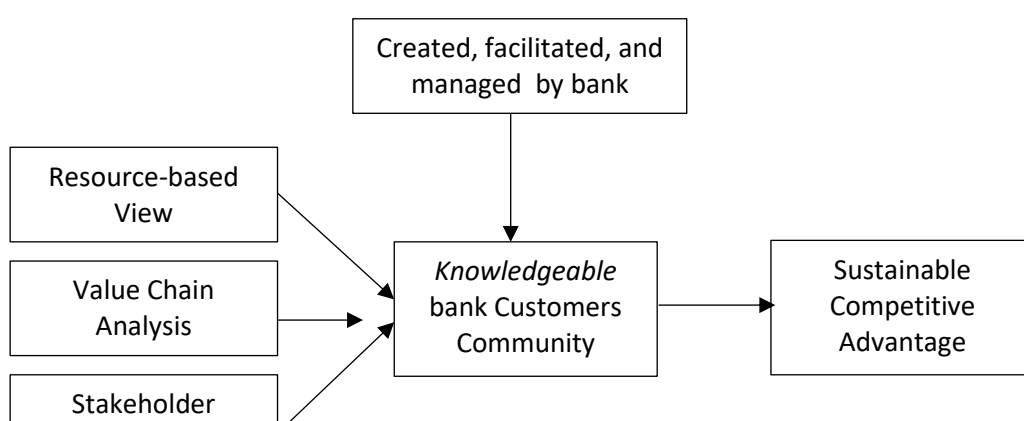 Created, facilitated, and
managed by bank
Resource-based
View
Value Chain
Analysis
Stakeholder
Knowledgeable
bank Customers
Community
Sustainable
Competitive
Advantage